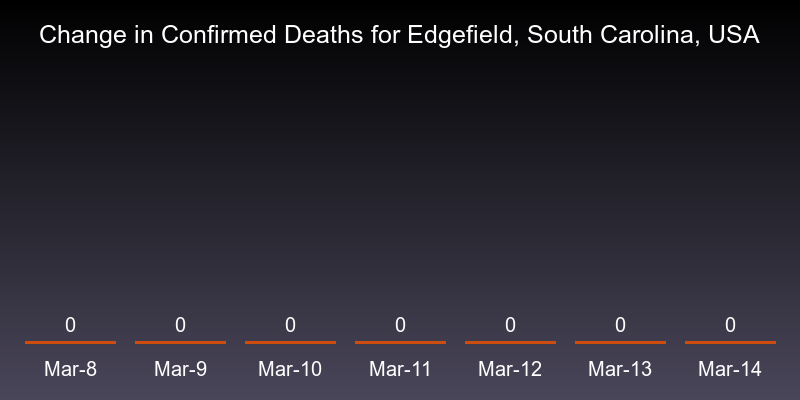 Change in Confirmed Deaths for Edgefield, South Carolina, USA
0 0 0 0 0 0 0
Mar-8 Mar-9 Mar-10 Mar-11 Mar-12 Mar-13 Mar-14